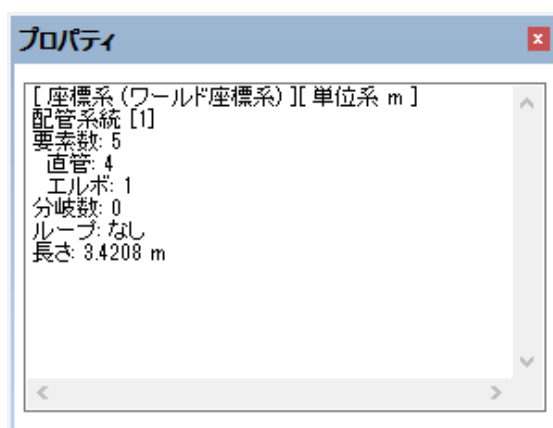 プロパティ
[ 座標系 (ワールド座標系) ][ 単位系 m ]
配管系統 [1]
要素数: 5
直管: 4
エルボ: 1
分岐数: 0
ループ: なし
長さ: 3.4208 m